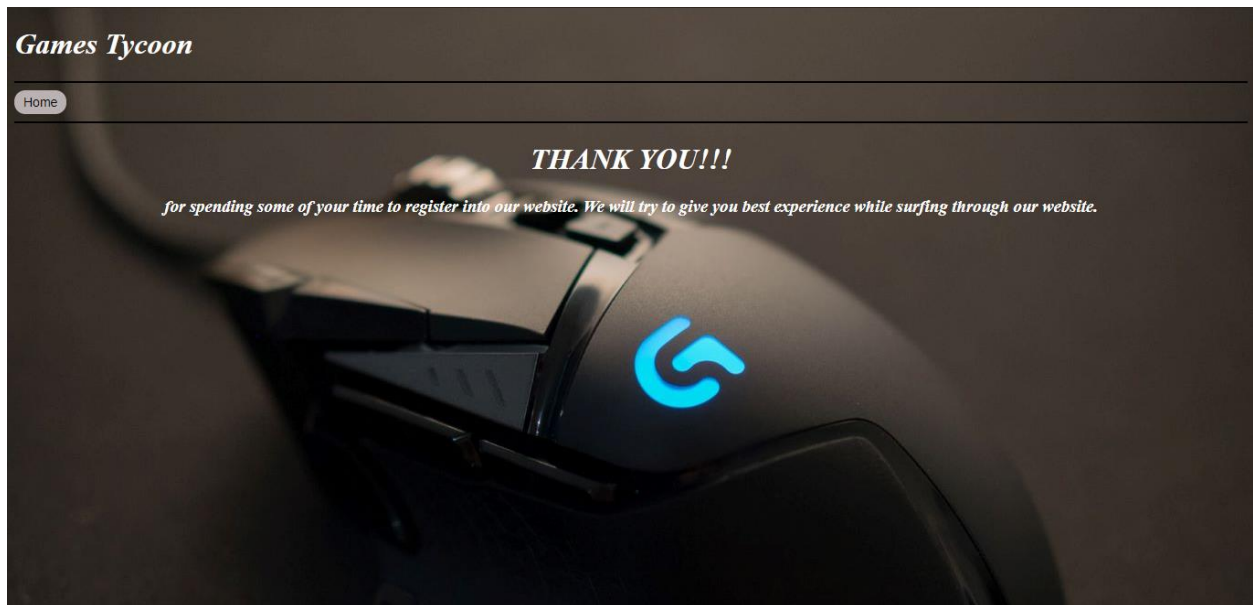 Games Tycoon
Home
THANK YOU!!!
for spending some of your time to register into our website. We will try to give you best experience while surfing through our website.